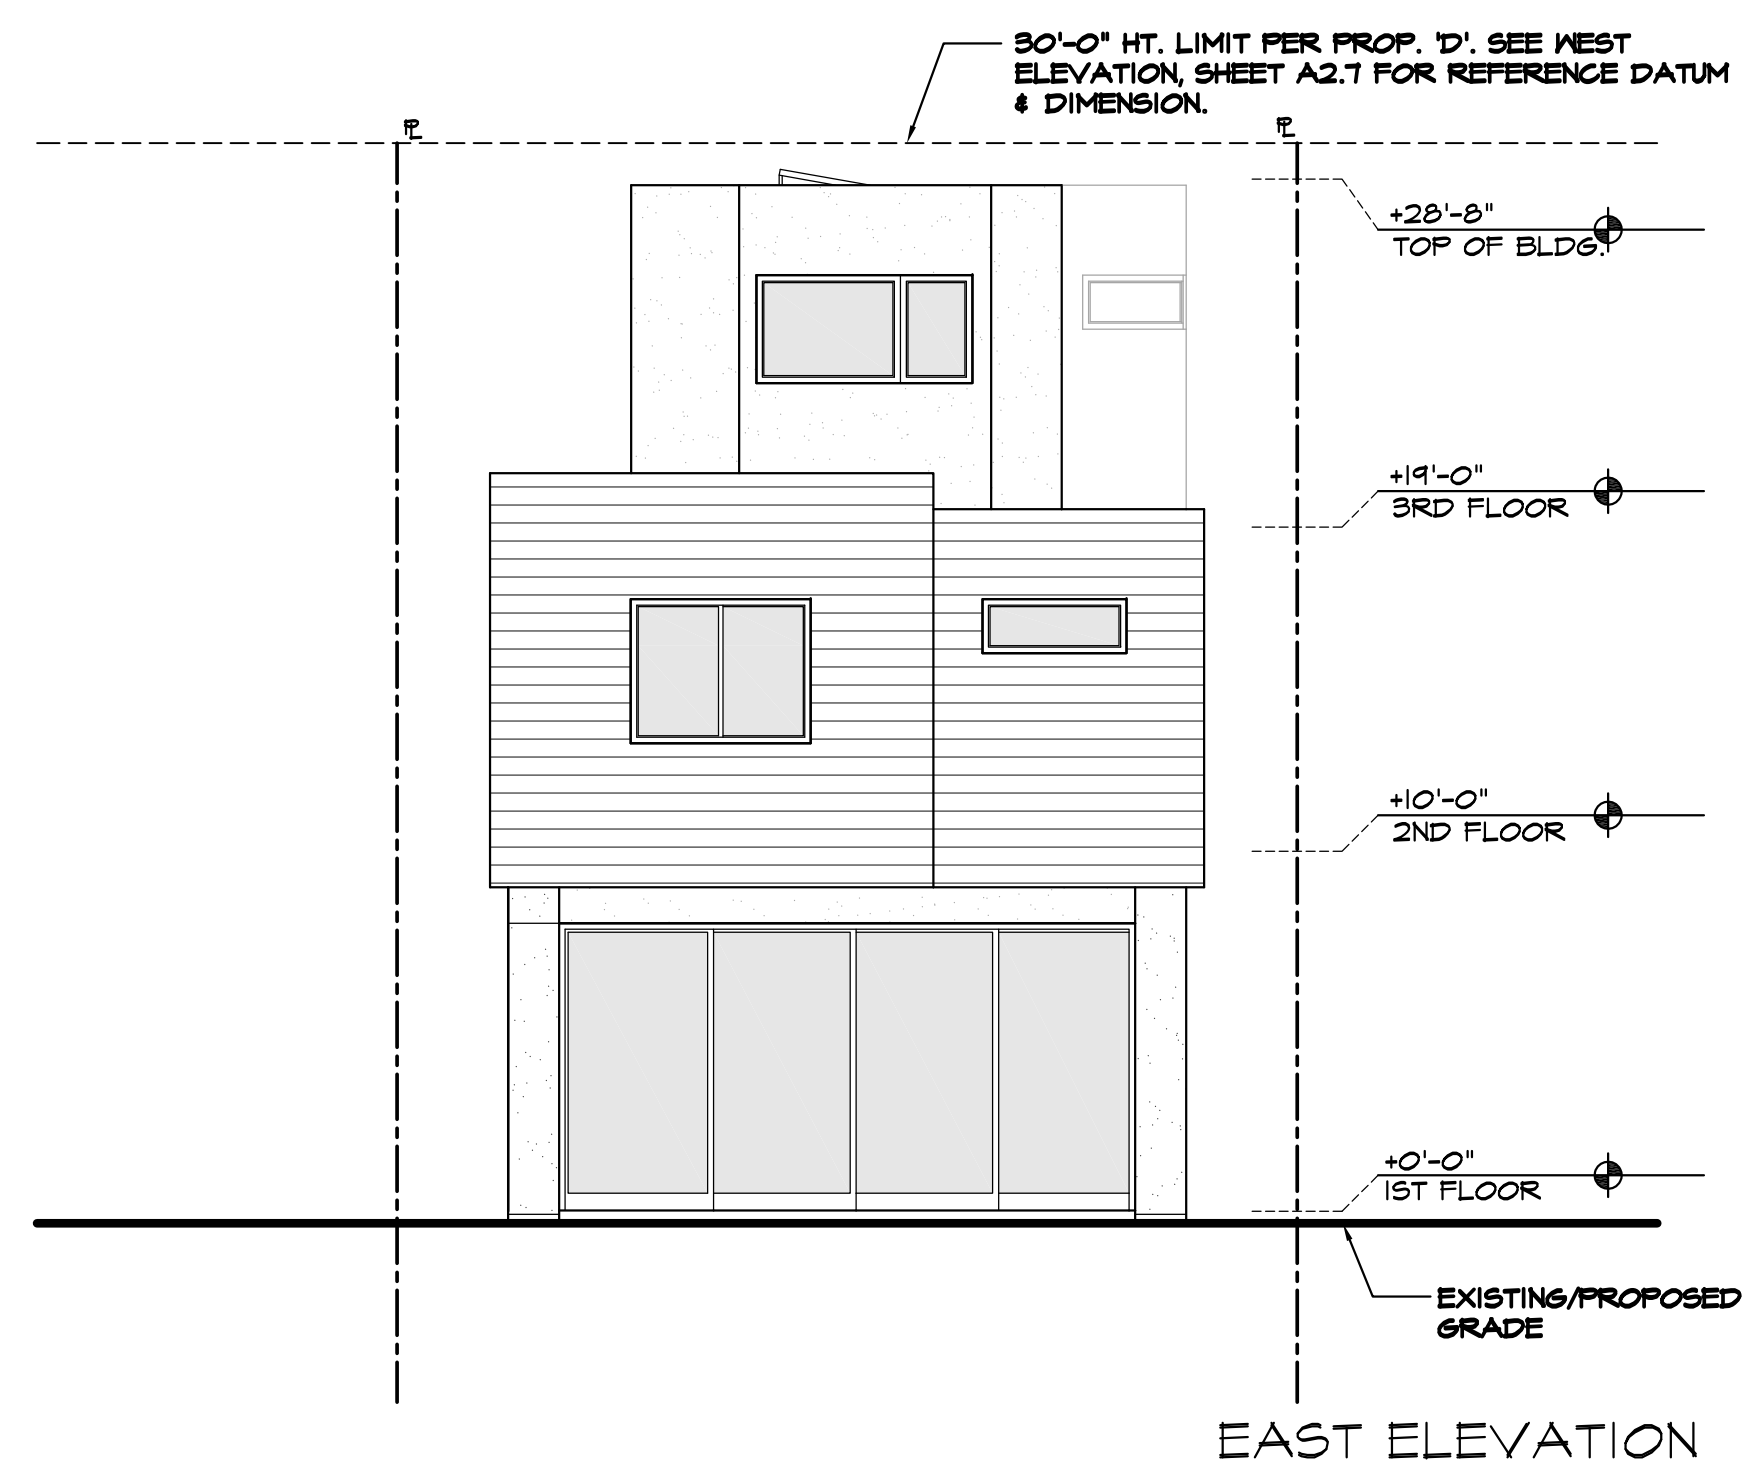 30'-0" HT. LIMIT PER PROP. 'D'. SEE WEST
ELEVATION, SHEET A2.7 FOR REFERENCE DATUM
& DIMENSION.
PL
PL
+28'-8"
TOP OF BLDG.
+19'-0"
3RD FLOOR
+10'-0"
2ND FLOOR
+0'-0"
1ST FLOOR
EXISTING/PROPOSED
GRADE
EAST ELEVATION